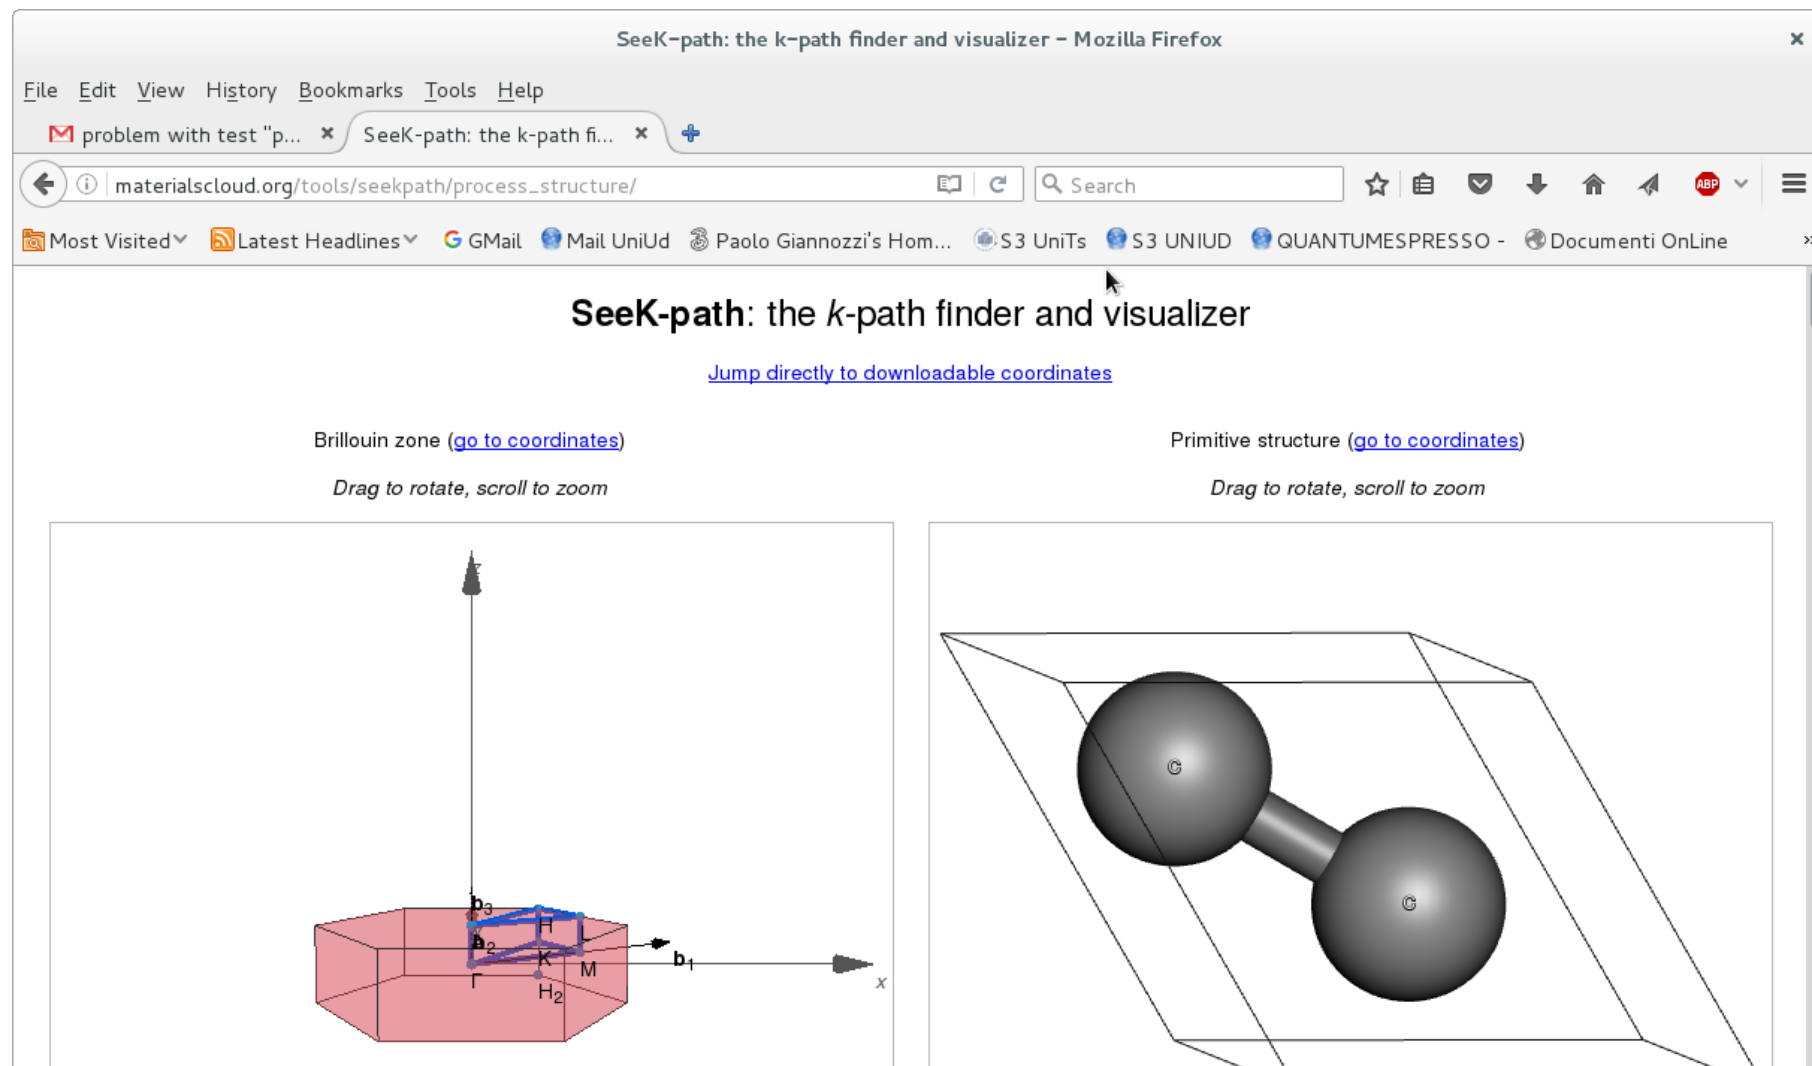 SeeK-path: the k-path finder and visualizer - Mozilla Firefox
File Edit View History Bookmarks Tools Help
problem with test "p... SeeK-path: the k-path fi...
materialscloud.org/tools/seekpath/process_structure/ Search ABP
Most Visited Latest Headlines GMail Mail UniUd Paolo Giannozzi's Hom... S3 UniTs S3 UNIUD QUANTUMESPRESSO - Documenti OnLine »
SeeK-path: the k-path finder and visualizer
Jump directly to downloadable coordinates
Brillouin zone (go to coordinates) Primitive structure (go to coordinates)
Drag to rotate, scroll to zoom Drag to rotate, scroll to zoom
z
C
b3
H
L
b2
C
K
b1
M
Γ
x
H2